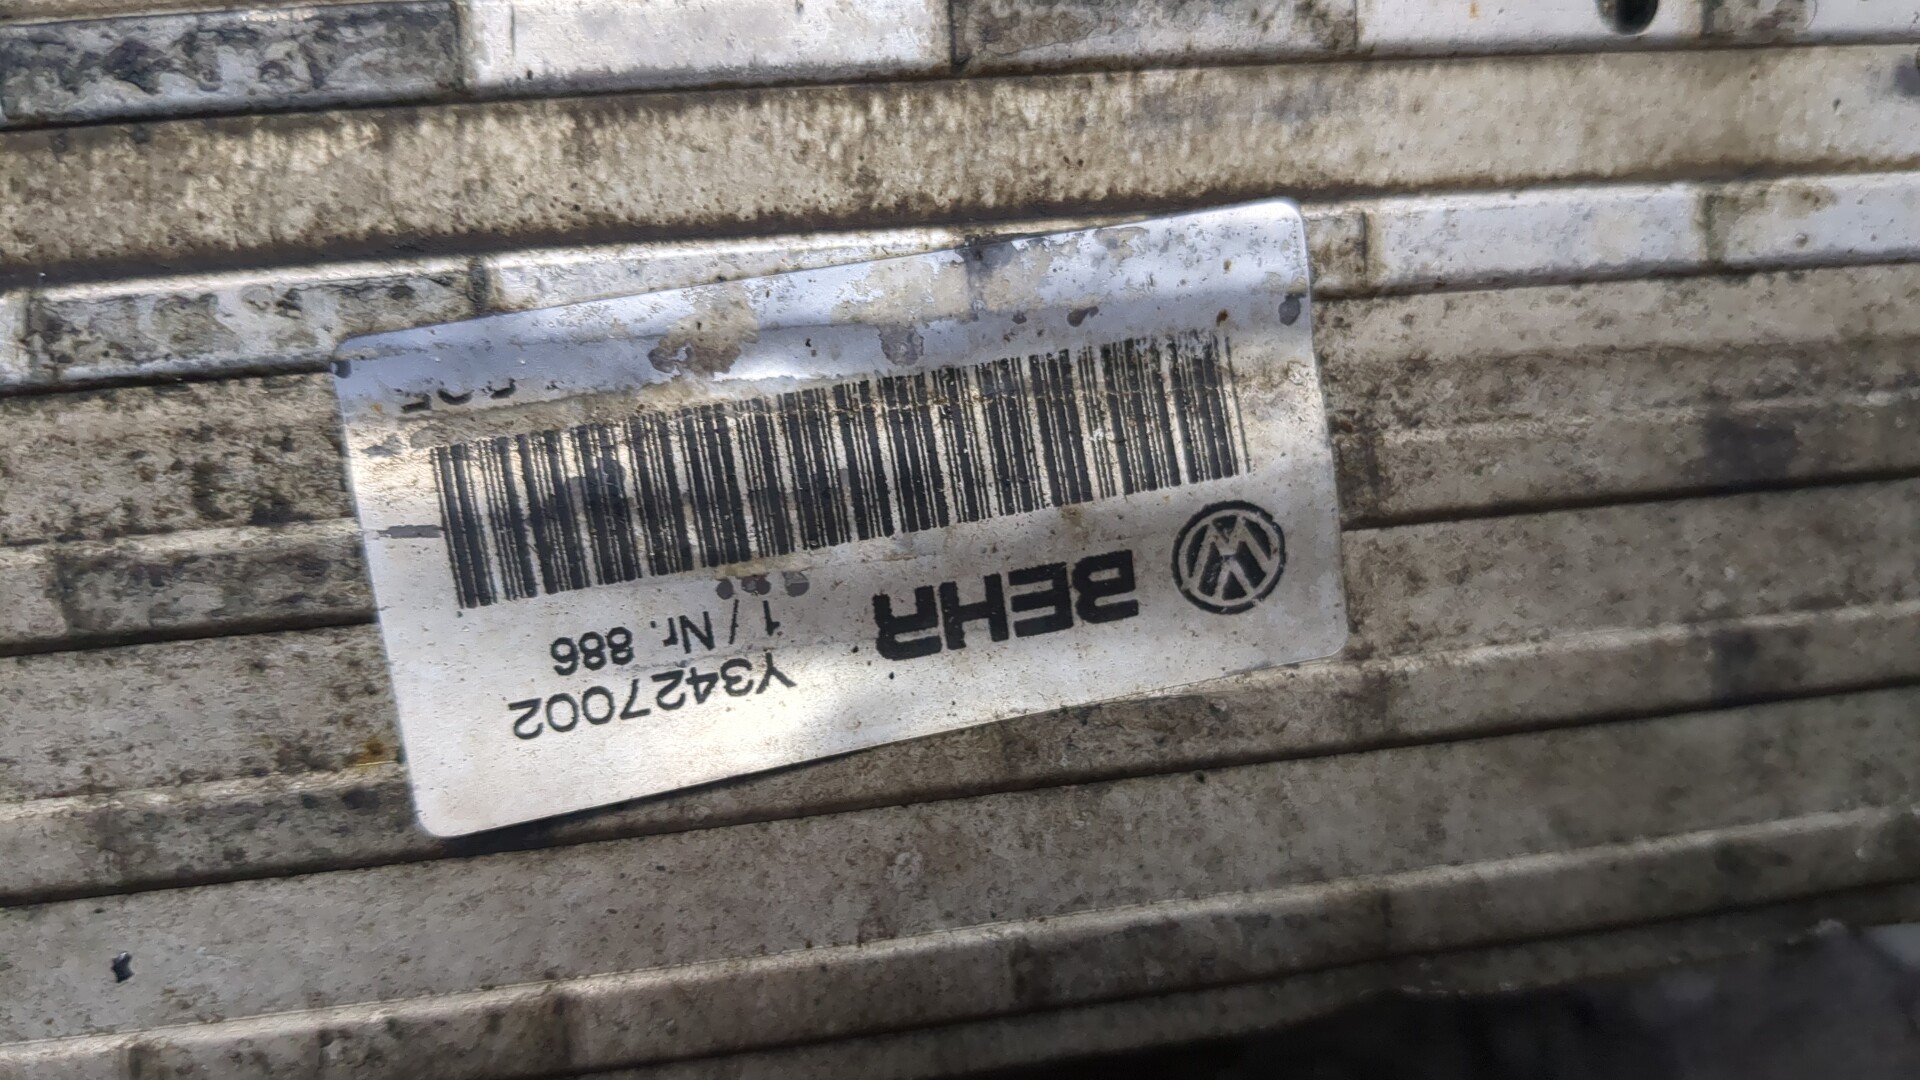 Y3427002
1 / Nr. 886
BEHR